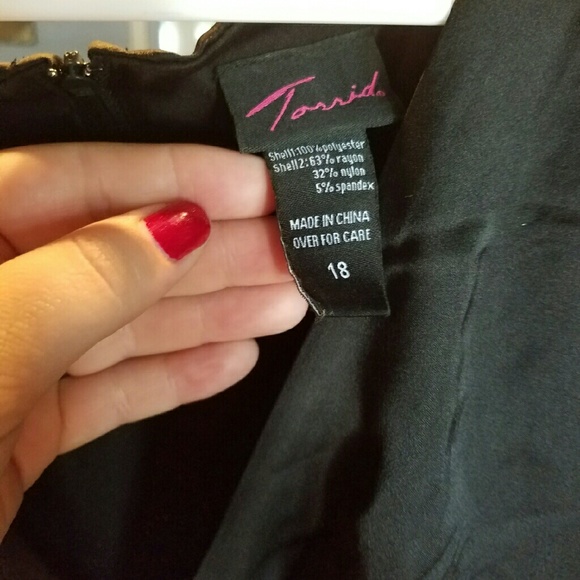 Torrid.
Shell1:100%polyester
Shell2:63% rayon
32% nylon
5% spandex
MADE IN CHINA
OVER FOR CARE
18